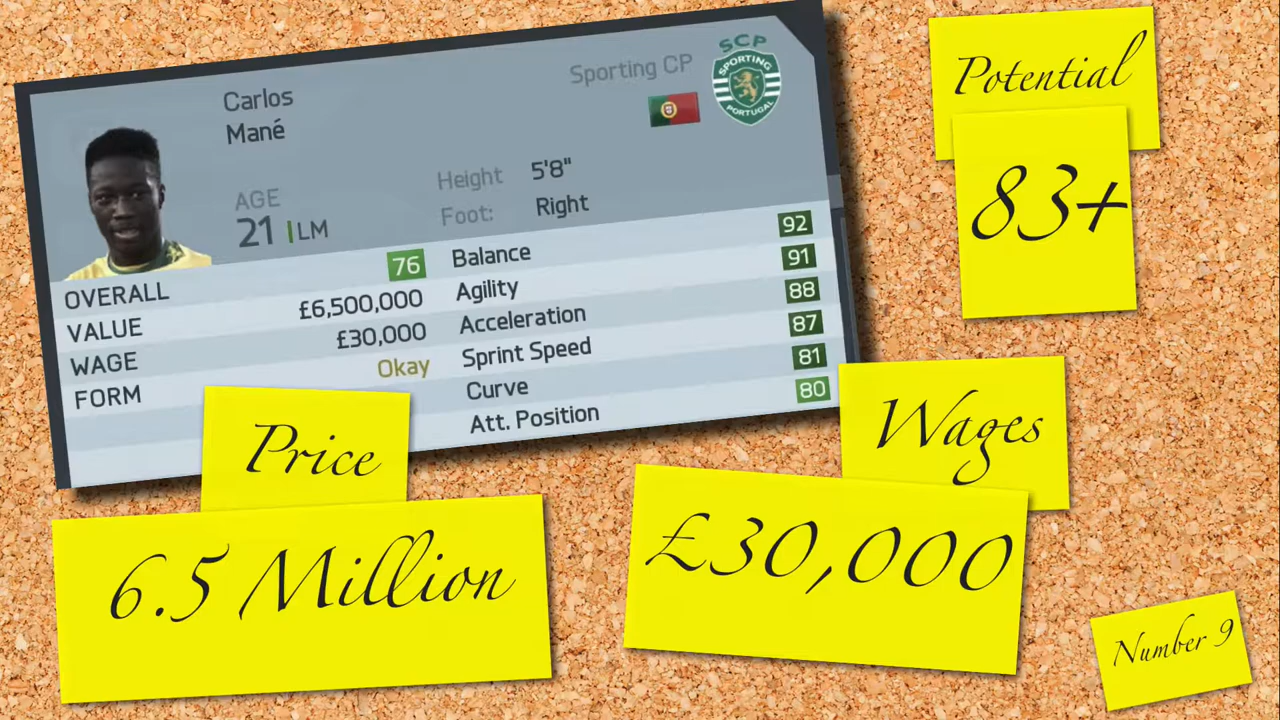 Carlos
Mané
Sporting CP
SCP
SPORTING
PORTUGAL
AGE
21 LM
Height 5'8"
Foot: Right
OVERALL 76
VALUE £6,500,000
WAGE £30,000
FORM Okay
Balance 92
Agility 91
Acceleration 88
Sprint Speed 87
Curve 81
Att. Position 80
Potential
83+
Price
6.5 Million
Wages
£30,000
Number 9